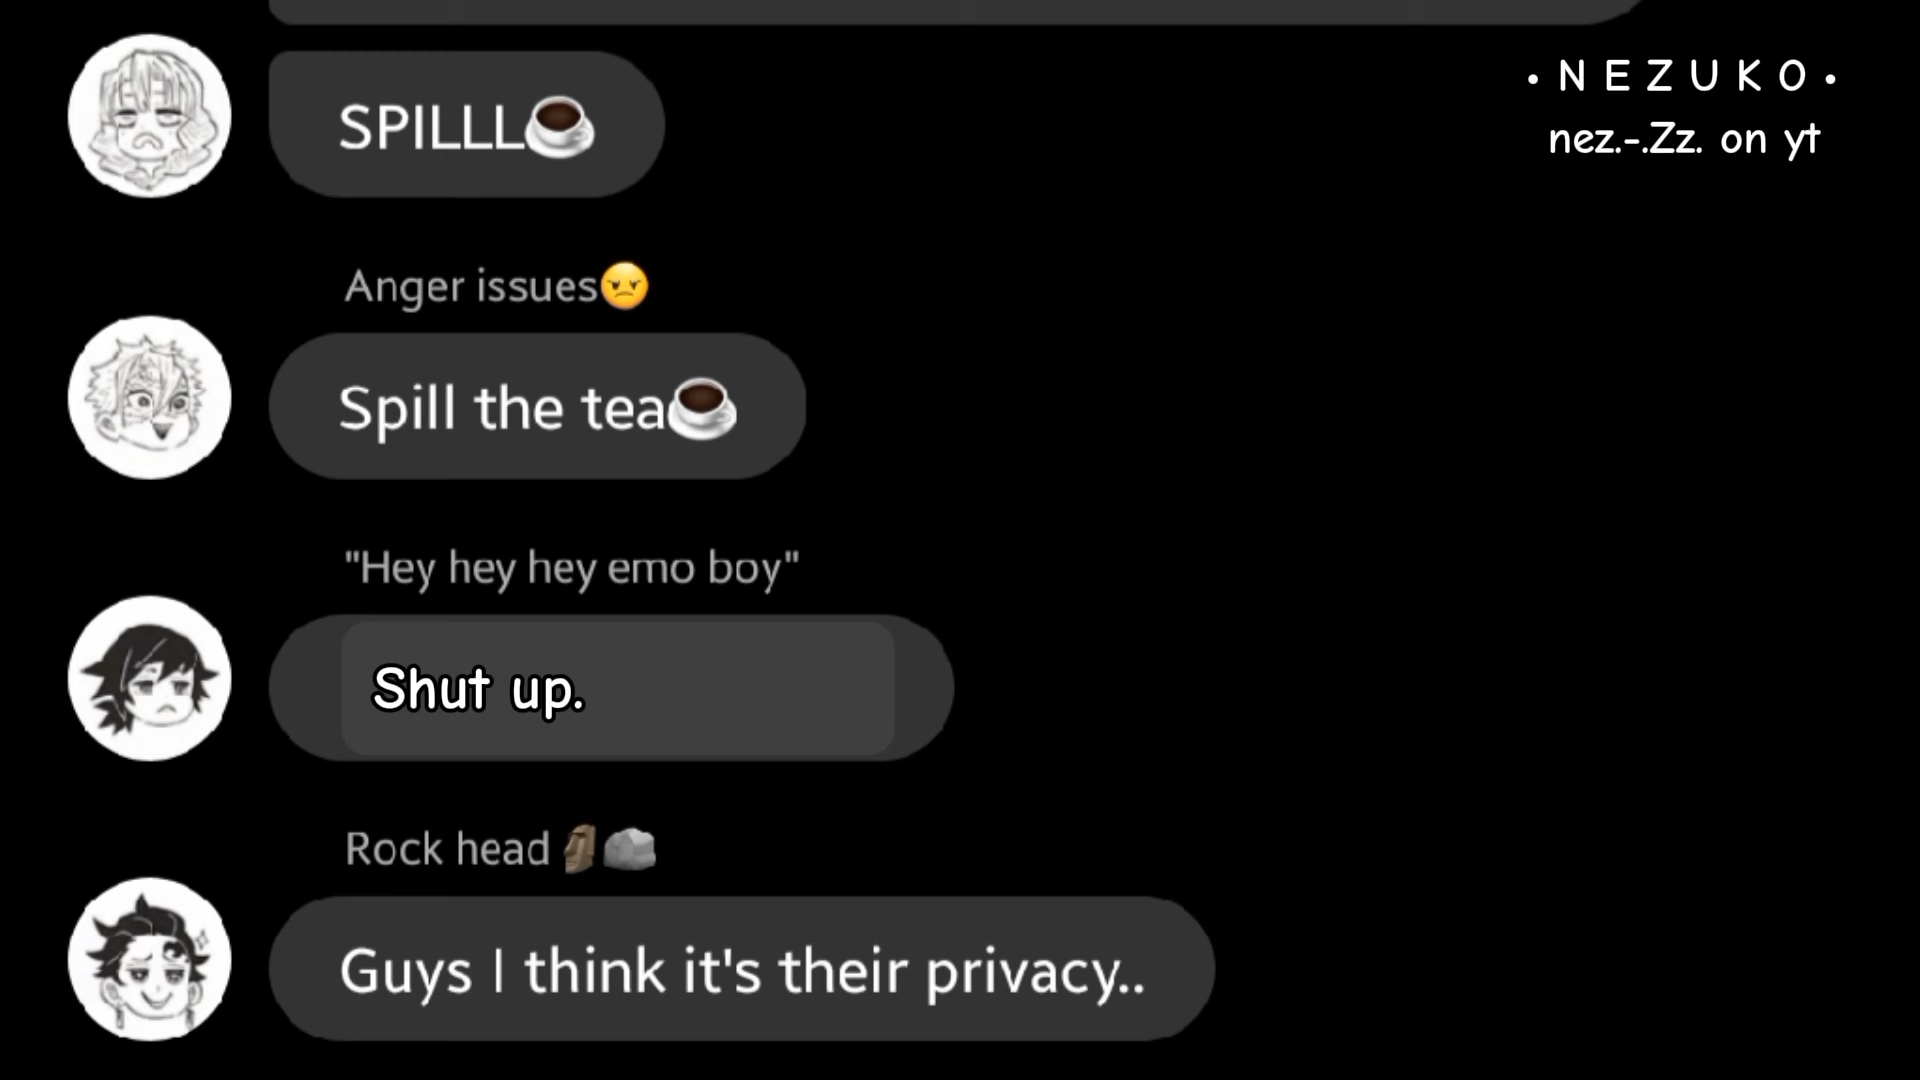 SPILLL☕
• N E Z U K O •
nez.-.Zz. on yt
Anger issues😠
Spill the tea☕
"Hey hey hey emo boy"
Shut up.
Rock head 🗿🪨
Guys I think it's their privacy..